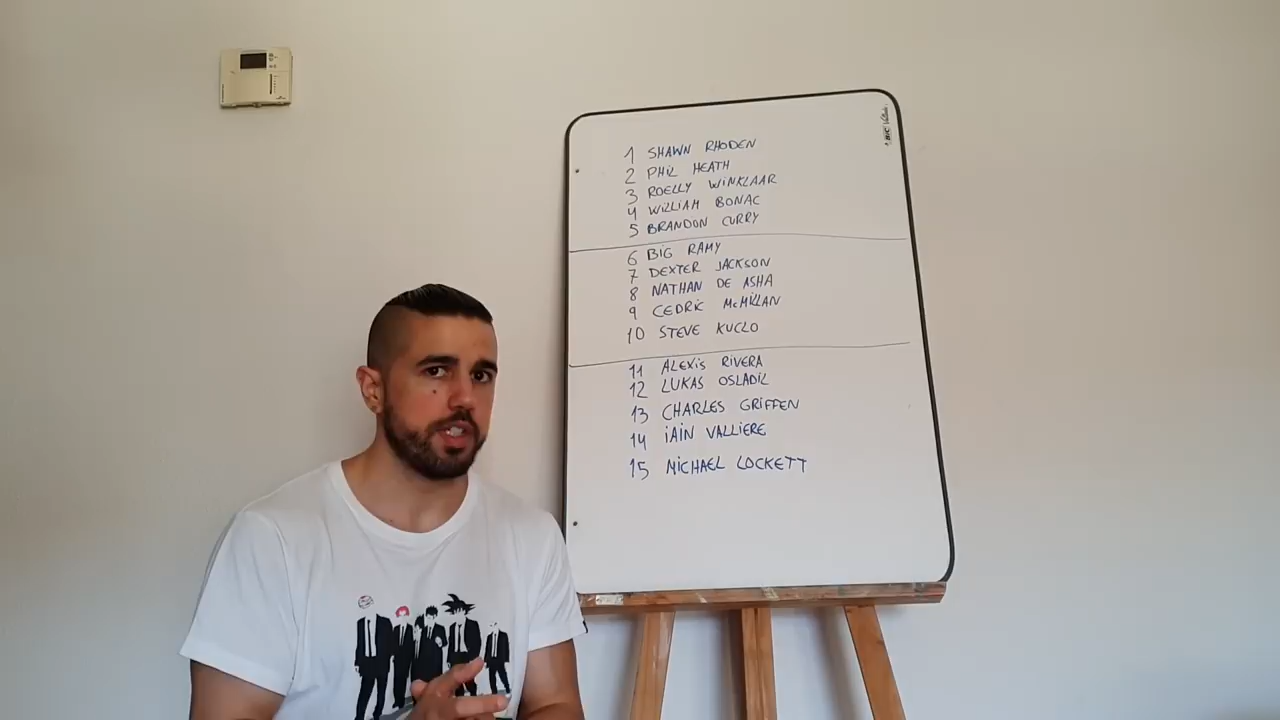 BIC Velleda
1 SHAWN RHODEN
2 PHIL HEATH
3 ROELLY WINKLAAR
4 WILLIAM BONAC
5 BRANDON CURRY
6 BIG RAMY
7 DEXTER JACKSON
8 NATHAN DE ASHA
9 CEDRIC McMILLAN
10 STEVE KUCLO
11 ALEXIS RIVERA
12 LUKAS OSLADIL
13 CHARLES GRIFFEN
14 IAIN VALLIERE
15 MICHAEL LOCKETT